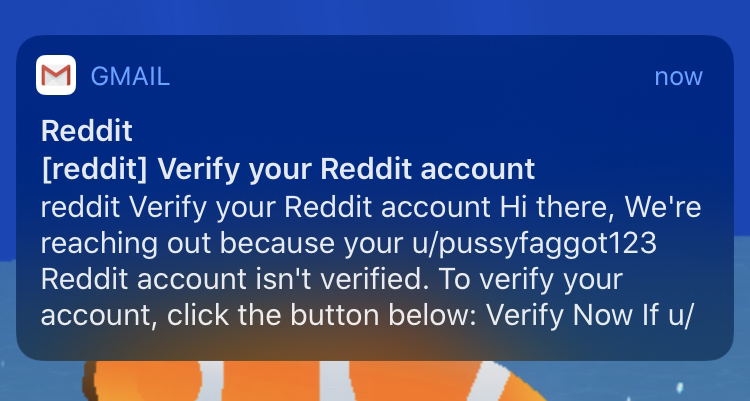 GMAIL
now
Reddit
[reddit] Verify your Reddit account
reddit Verify your Reddit account Hi there, We're
reaching out because your u/pussyfaggot123
Reddit account isn't verified. To verify your
account, click the button below: Verify Now If u/